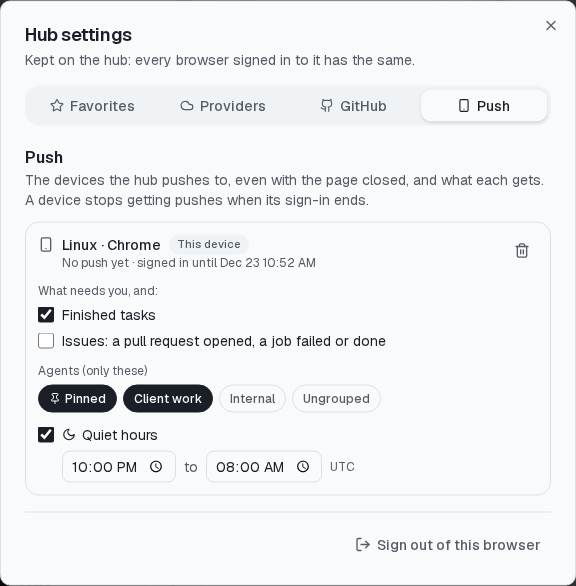 Hub settings
Kept on the hub: every browser signed in to it has the same.
Favorites
Providers
GitHub
Push
Push
The devices the hub pushes to, even with the page closed, and what each gets.
A device stops getting pushes when its sign-in ends.
Linux · Chrome
This device
No push yet · signed in until Dec 23 10:52 AM
What needs you, and:
Finished tasks
Issues: a pull request opened, a job failed or done
Agents (only these)
Pinned
Client work
Internal
Ungrouped
Quiet hours
10:00 PM
to
08:00 AM
UTC
Sign out of this browser